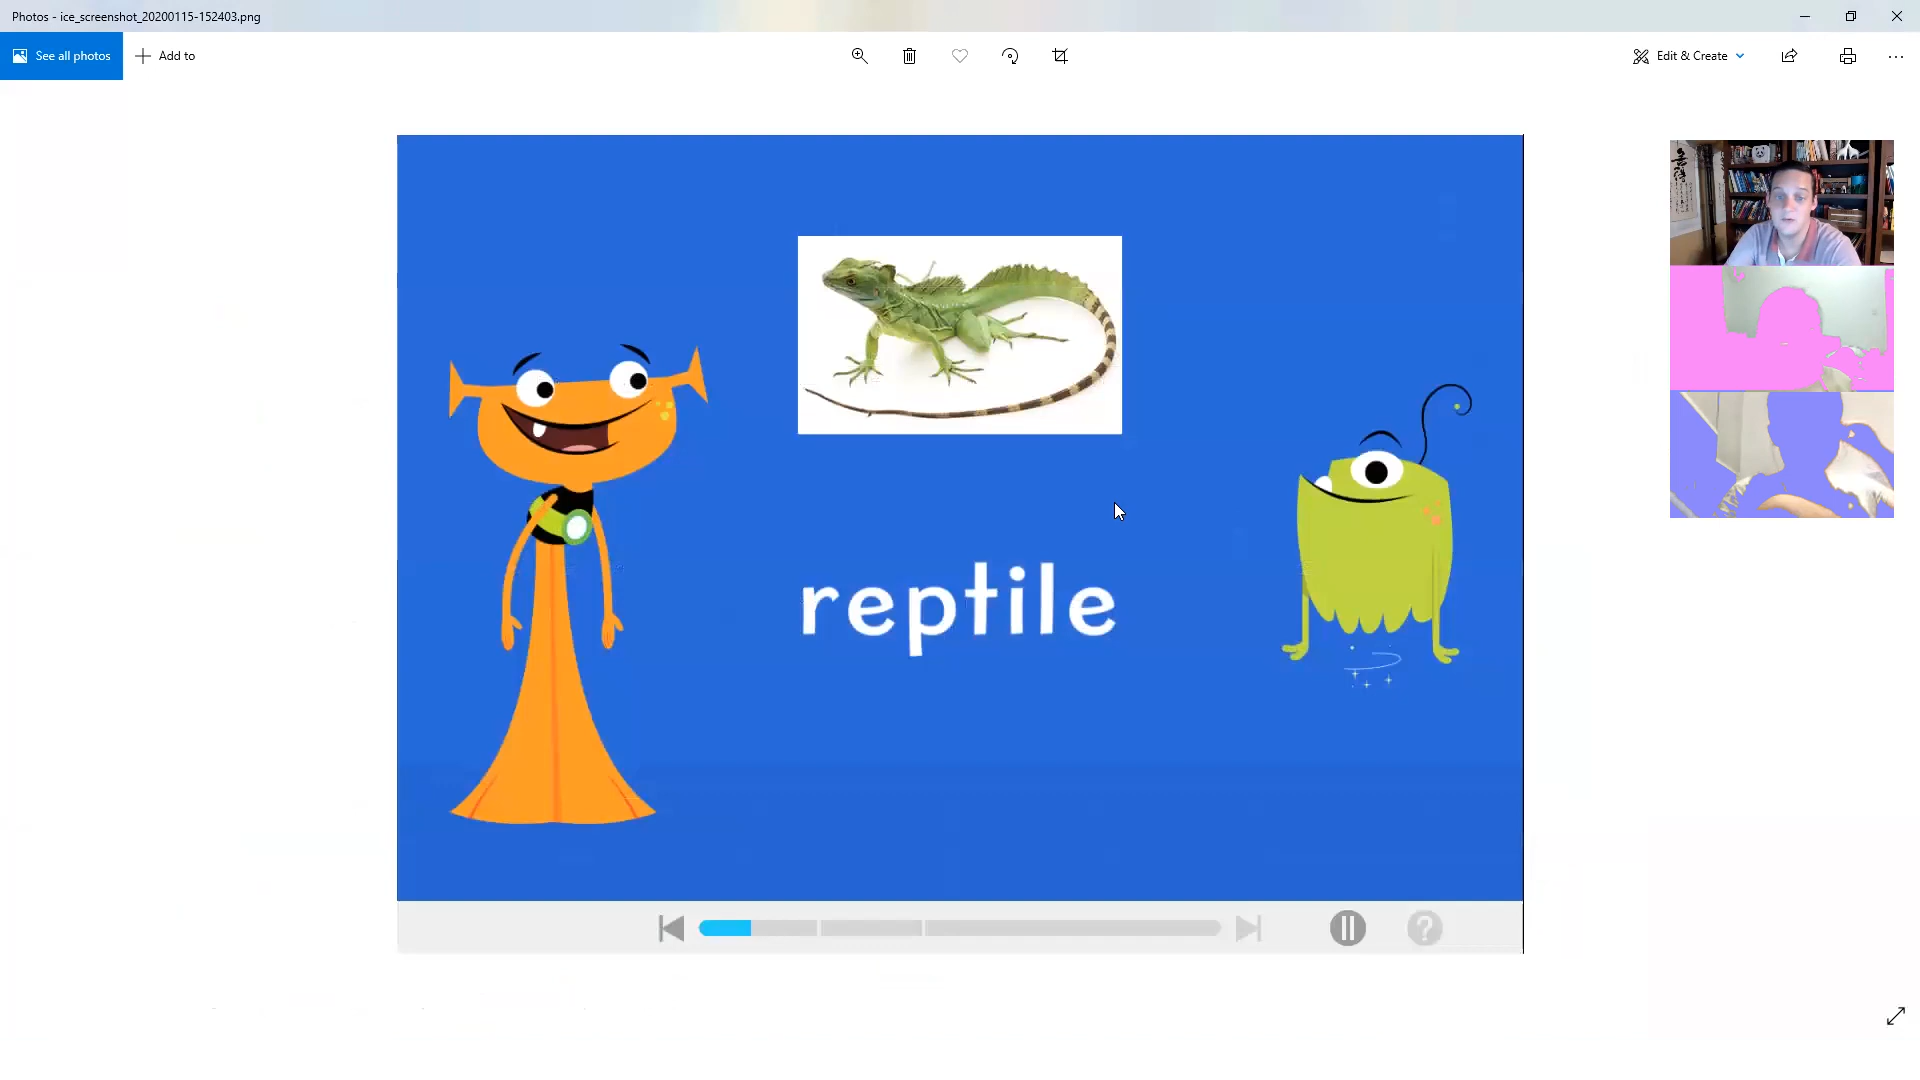 Photos - ice_screenshot_20200115-152403.png
See all photos
Add to
Edit & Create
reptile
?